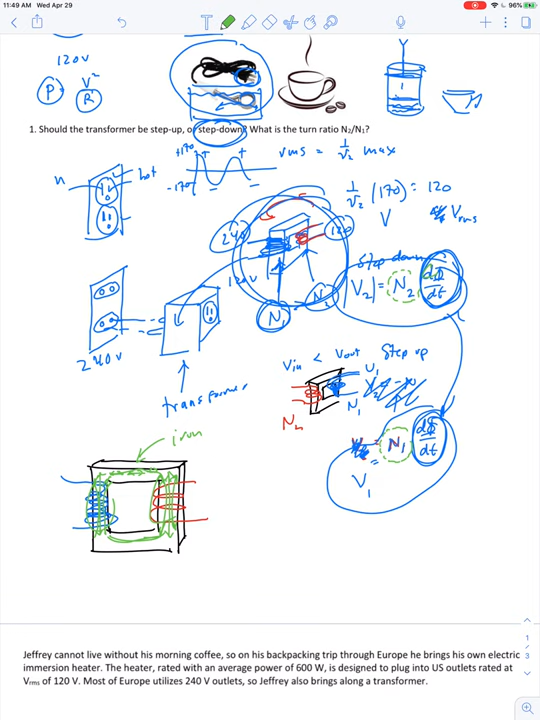 11:49 AM Wed Apr 29
96%
120V
P = V²/R
1. Should the transformer be step-up, or step-down? What is the turn ratio N₂/N₁?
+170 + +
-170 - -
Vrms = 1/√2 max
n hot
1/√2 (170) = 120
V Vrms
240 120
120V
N₁ N₂
Step down
|V₂| = N₂ dΦ/dt
240V
transformer
Vin < Vout Step up
N₁
N₂
iron
= N₁ dΦ/dt
V₁
1
3
Jeffrey cannot live without his morning coffee, so on his backpacking trip through Europe he brings his own electric
immersion heater. The heater, rated with an average power of 600 W, is designed to plug into US outlets rated at
Vrms of 120 V. Most of Europe utilizes 240 V outlets, so Jeffrey also brings along a transformer.